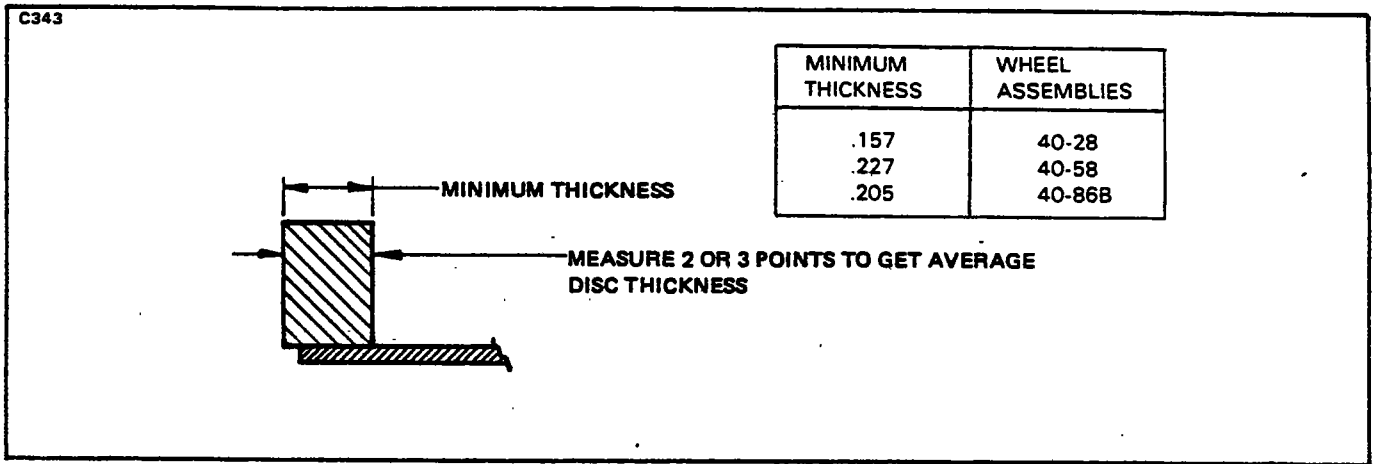 C343
MINIMUM THICKNESS
WHEEL ASSEMBLIES
.157 40-28
.227 40-58
.205 40-86B
MINIMUM THICKNESS
MEASURE 2 OR 3 POINTS TO GET AVERAGE
DISC THICKNESS